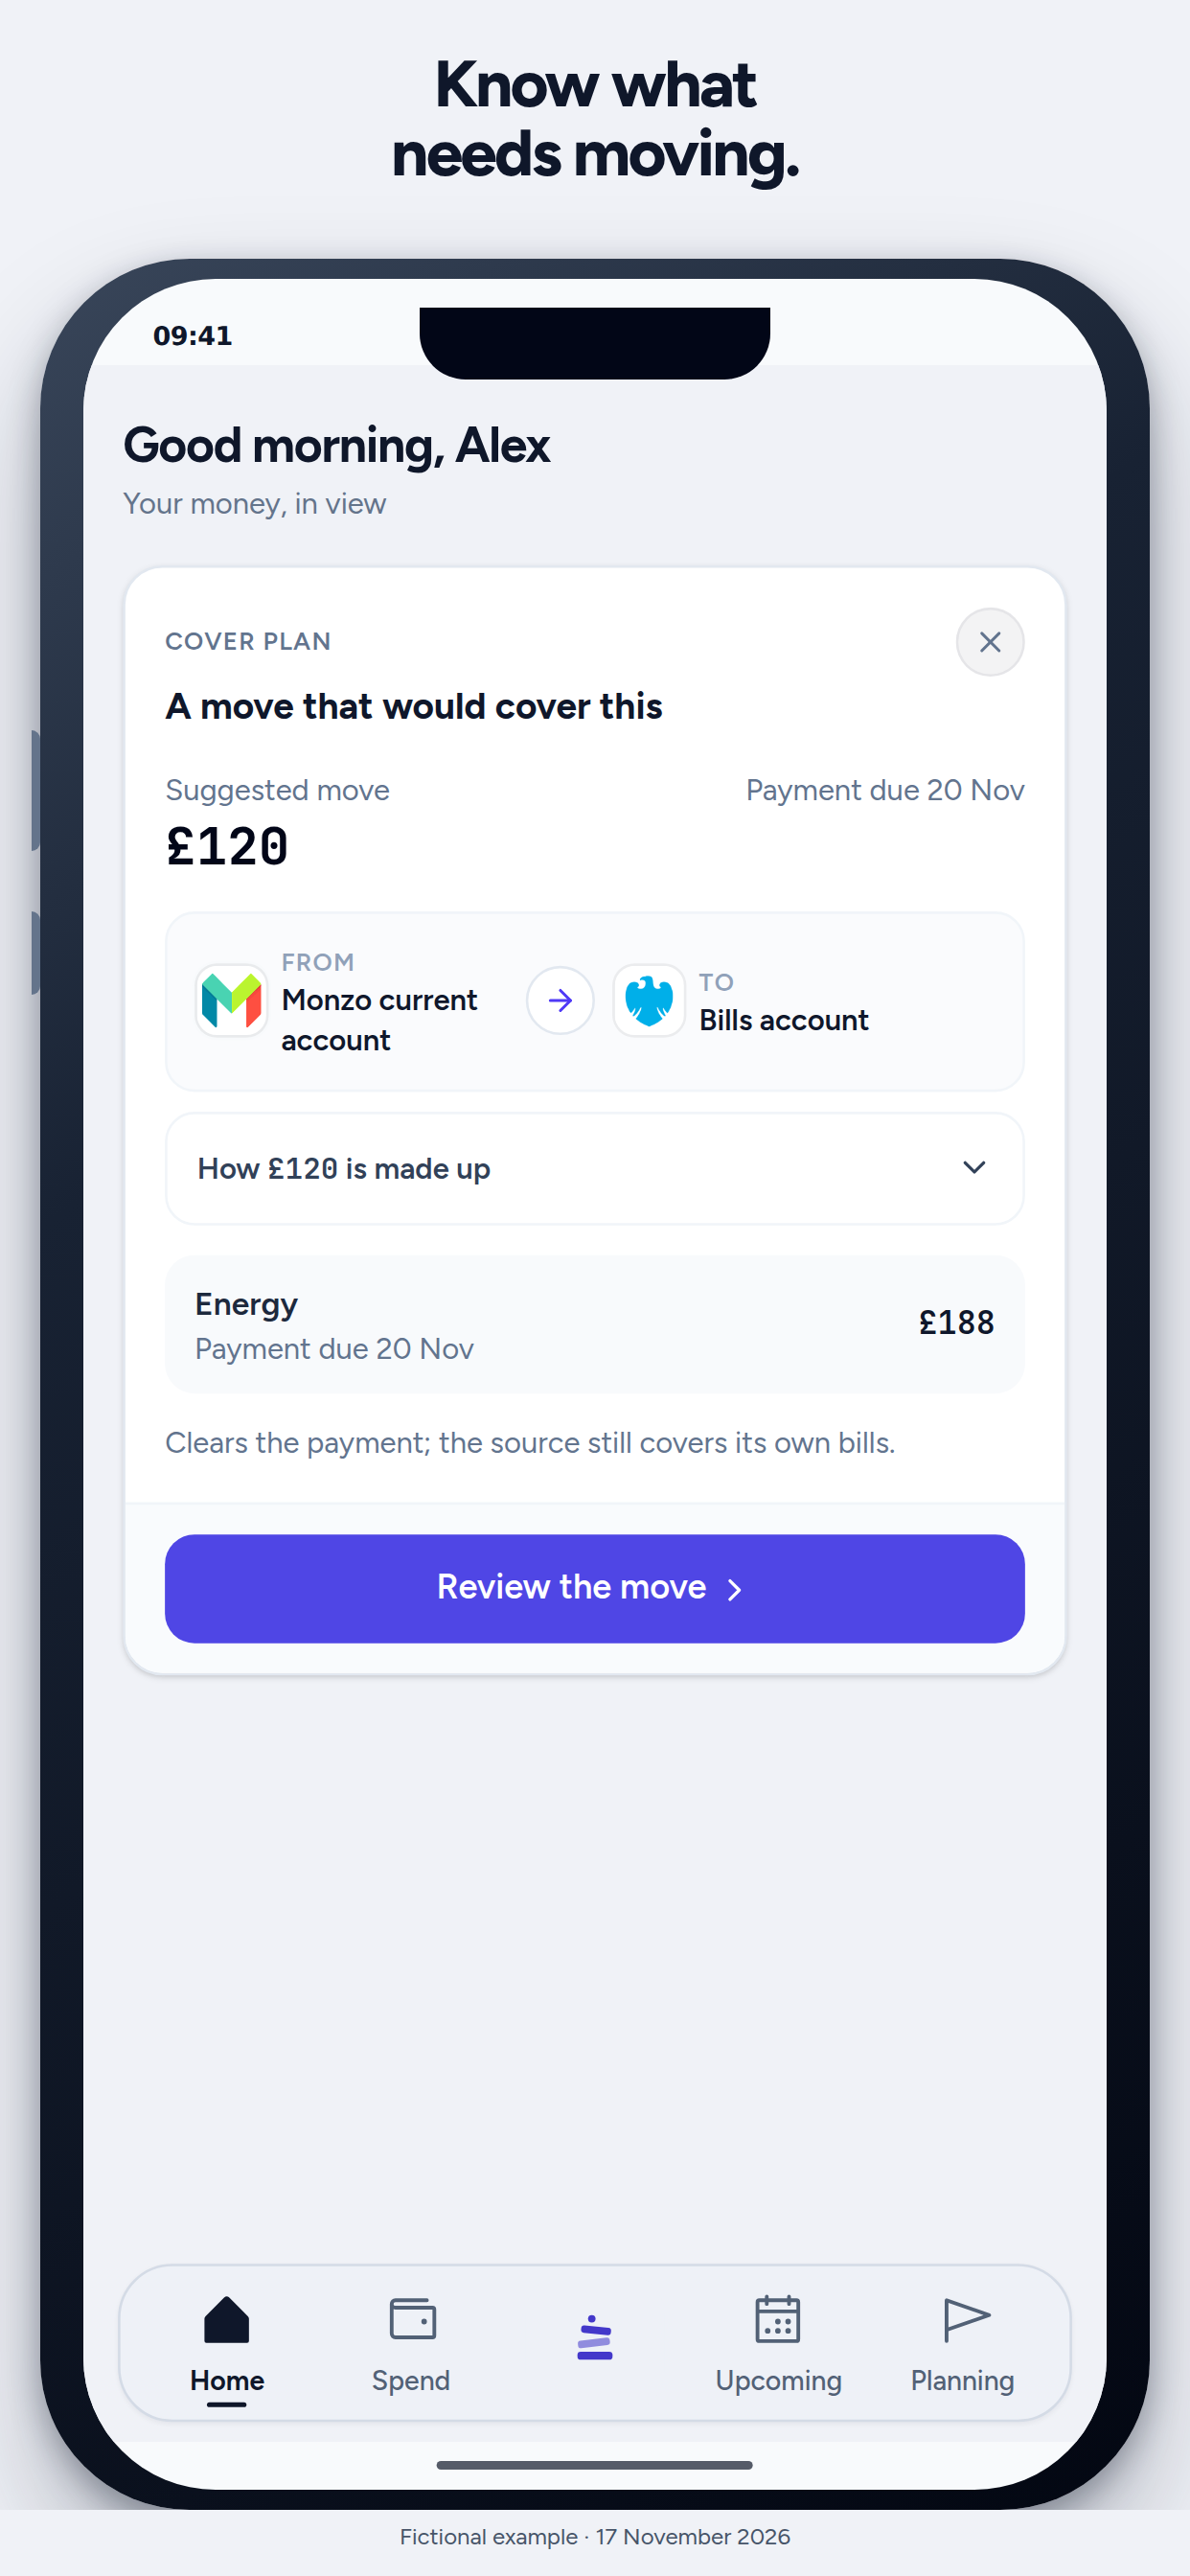 Know what
needs moving.
09:41
Good morning, Alex
Your money, in view
COVER PLAN
A move that would cover this
Suggested move
Payment due 20 Nov
£120
FROM
Monzo current
account
TO
Bills account
How £120 is made up
Energy
Payment due 20 Nov
£188
Clears the payment; the source still covers its own bills.
Review the move
Home
Spend
Upcoming
Planning
Fictional example · 17 November 2026